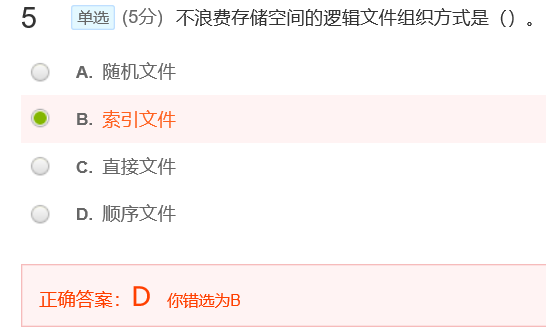 5 单选 (5分) 不浪费存储空间的逻辑文件组织方式是（）。
A. 随机文件
B. 索引文件
C. 直接文件
D. 顺序文件
正确答案：D 你错选为B